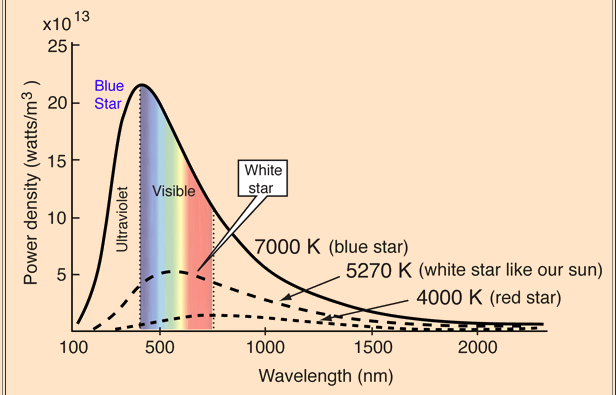 x10 13
25
20
15
10
5
Power density (watts/m3 )
Blue
Star
Ultraviolet
Visible
White
star
7000 K (blue star)
5270 K (white star like our sun)
4000 K (red star)
100 500 1000 1500 2000
Wavelength (nm)